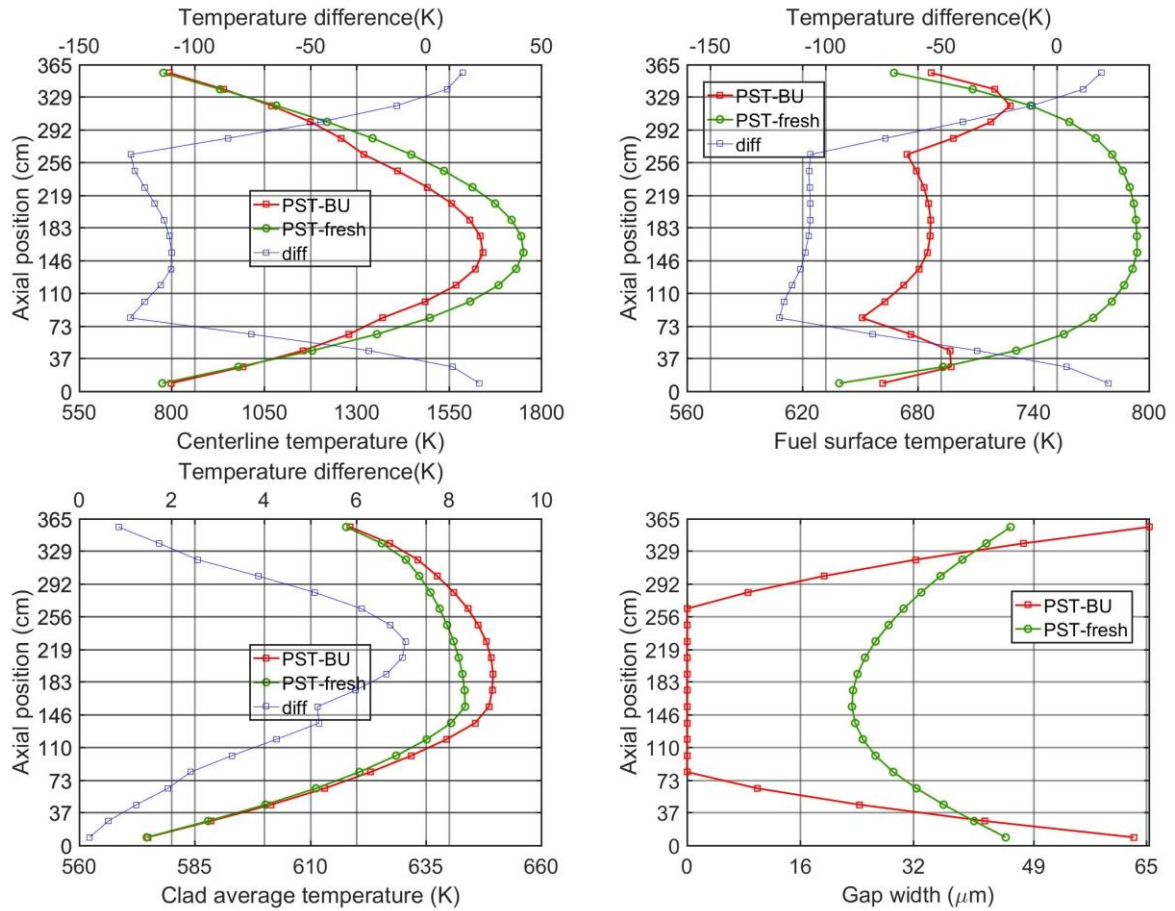 Temperature difference(K)
-150 -100 -50 0 50
365
329
292
256
219
183
146
110
73
37
0
Axial position (cm)
PST-BU
PST-fresh
diff
550 800 1050 1300 1550 1800
Centerline temperature (K)
Temperature difference(K)
-150 -100 -50 0
365
329
292
256
219
183
146
110
73
37
0
Axial position (cm)
PST-BU
PST-fresh
diff
560 620 680 740 800
Fuel surface temperature (K)
Temperature difference(K)
0 2 4 6 8 10
365
329
292
256
219
183
146
110
73
37
0
Axial position (cm)
PST-BU
PST-fresh
diff
560 585 610 635 660
Clad average temperature (K)
365
329
292
256
219
183
146
110
73
37
0
Axial position (cm)
PST-BU
PST-fresh
0 16 32 49 65
Gap width (μm)